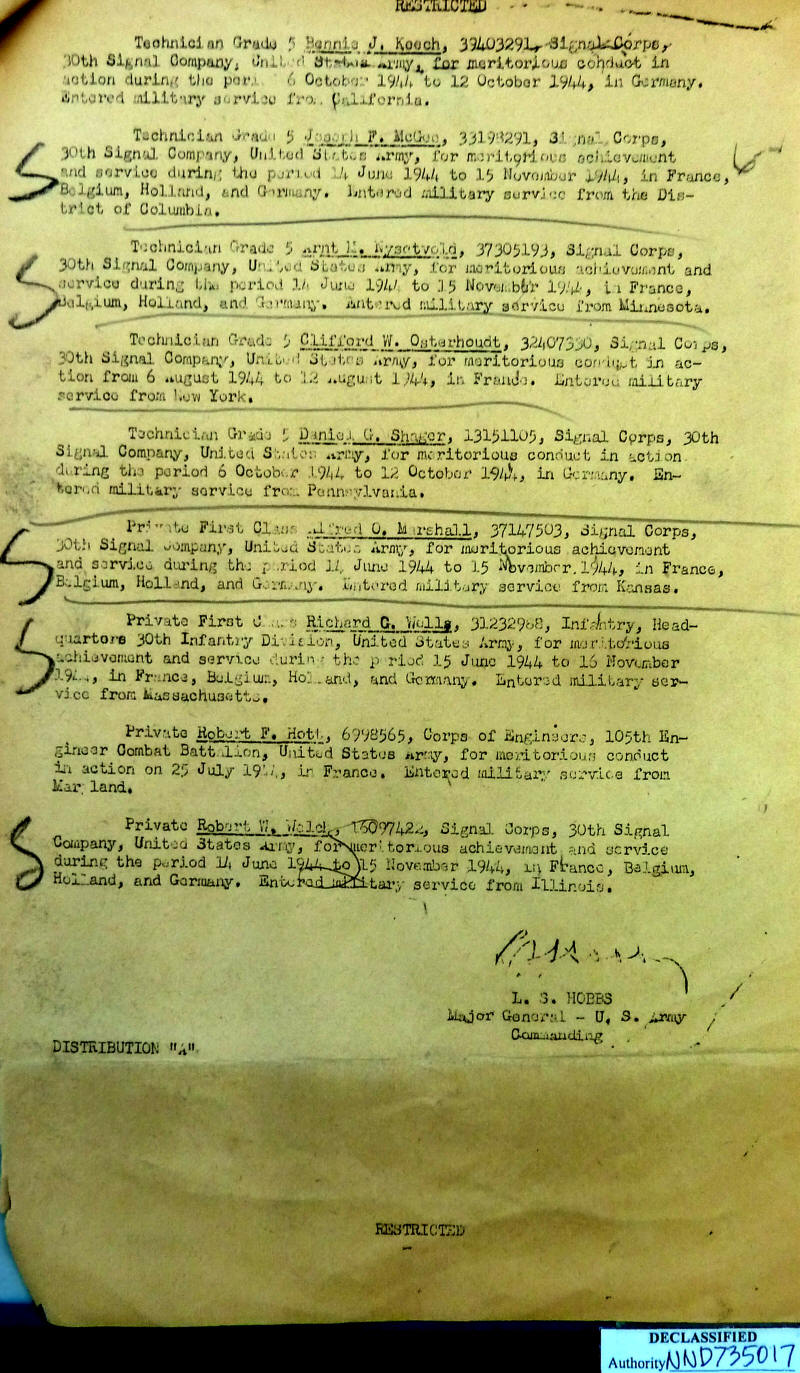 RESTRICTED
Technician Grade 5 Bennie J. Kooch, 39403291, Signal Corps,
30th Signal Company, United States Army, for meritorious conduct in
action during the 6 October 1944 to 12 October 1944, in Germany.
Entered military service from California.
Technician Grade 5 Joseph F. McGee, 33198291, Signal Corps,
30th Signal Company, United States Army, for meritorious achievement
and service during the period 14 June 1944 to 15 November 1944, in France,
Belgium, Holland, and Germany. Entered military service from the Dis-
trict of Columbia.
Technician Grade 5 Arnt 37305193, Signal Corps,
30th Signal Company, United States Army, for meritorious achievement and
service during the period 14 June 1944 to 15 November 1944, in France,
Belgium, Holland, and Germany. Entered military service from Minnesota.
Technician Grade 5 Clifford W. Osterhoudt, 32407330, Signal Corps,
30th Signal Company, United States Army, for meritorious conduct in ac-
tion from 6 August 1944 to 12 August 1944, in France. Entered military
service from New York.
Technician Grade 5 Daniel G. Shager, 13151105, Signal Corps, 30th
Signal Company, United States Army, for meritorious conduct in action
during the period 6 October 1944 to 12 October 1944, in Germany. En-
tered military service from Pennsylvania.
Private First Class Alfred O. Marshall, 37147503, Signal Corps,
30th Signal Company, United States Army, for meritorious achievement
and service during the period 14 June 1944 to 15 November 1944, in France,
Belgium, Holland, and Germany. Entered military service from Kansas.
Private First Class Richard G. Wells, 31232968, Infantry, Head-
quarters 30th Infantry Division, United States Army, for meritorious
achievement and service during the period 15 June 1944 to 16 November
1944, in France, Belgium, Holland, and Germany. Entered military ser-
vice from Massachusetts.
Private Robert F. Hott, 6998565, Corps of Engineers, 105th En-
gineer Combat Battalion, United States Army, for meritorious conduct
in action on 25 July 1944, in France. Entered military service from
Maryland.
Private Robert W. Welch, 16097422, Signal Corps, 30th Signal
Company, United States Army, for meritorious achievement and service
during the period 14 June 1944 to 15 November 1944, in France, Belgium,
Holland, and Germany. Entered military service from Illinois.
L. S. HOBBS
Major General - U. S. Army
Commanding
DISTRIBUTION "A"
RESTRICTED
DECLASSIFIED
Authority NND735017